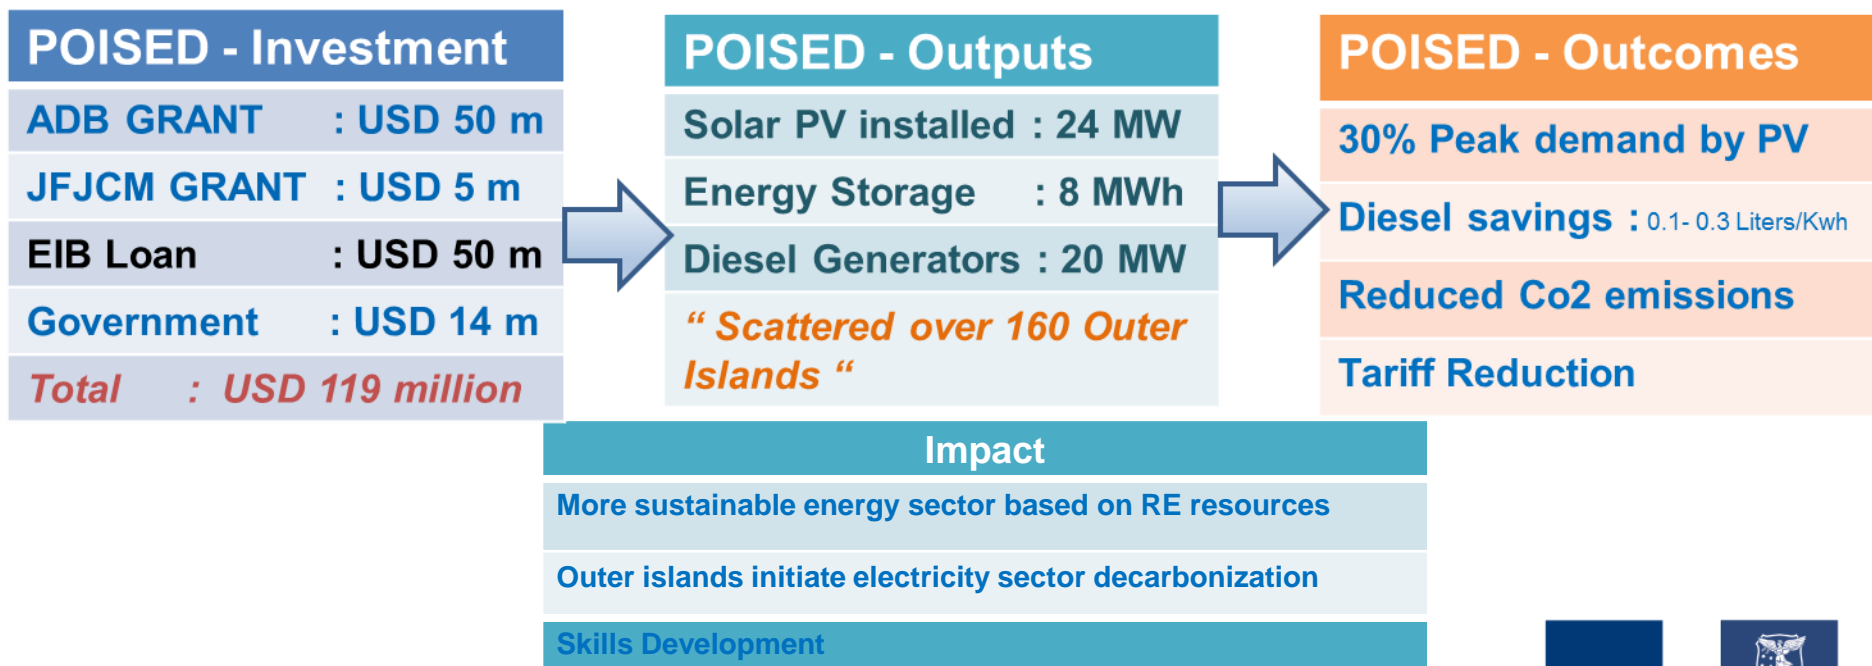 POISED - Investment
ADB GRANT : USD 50 m
JFJCM GRANT : USD 5 m
EIB Loan : USD 50 m
Government : USD 14 m
Total : USD 119 million
POISED - Outputs
Solar PV installed : 24 MW
Energy Storage : 8 MWh
Diesel Generators : 20 MW
“ Scattered over 160 Outer
Islands “
POISED - Outcomes
30% Peak demand by PV
Diesel savings : 0.1- 0.3 Liters/Kwh
Reduced Co2 emissions
Tariff Reduction
Impact
More sustainable energy sector based on RE resources
Outer islands initiate electricity sector decarbonization
Skills Development